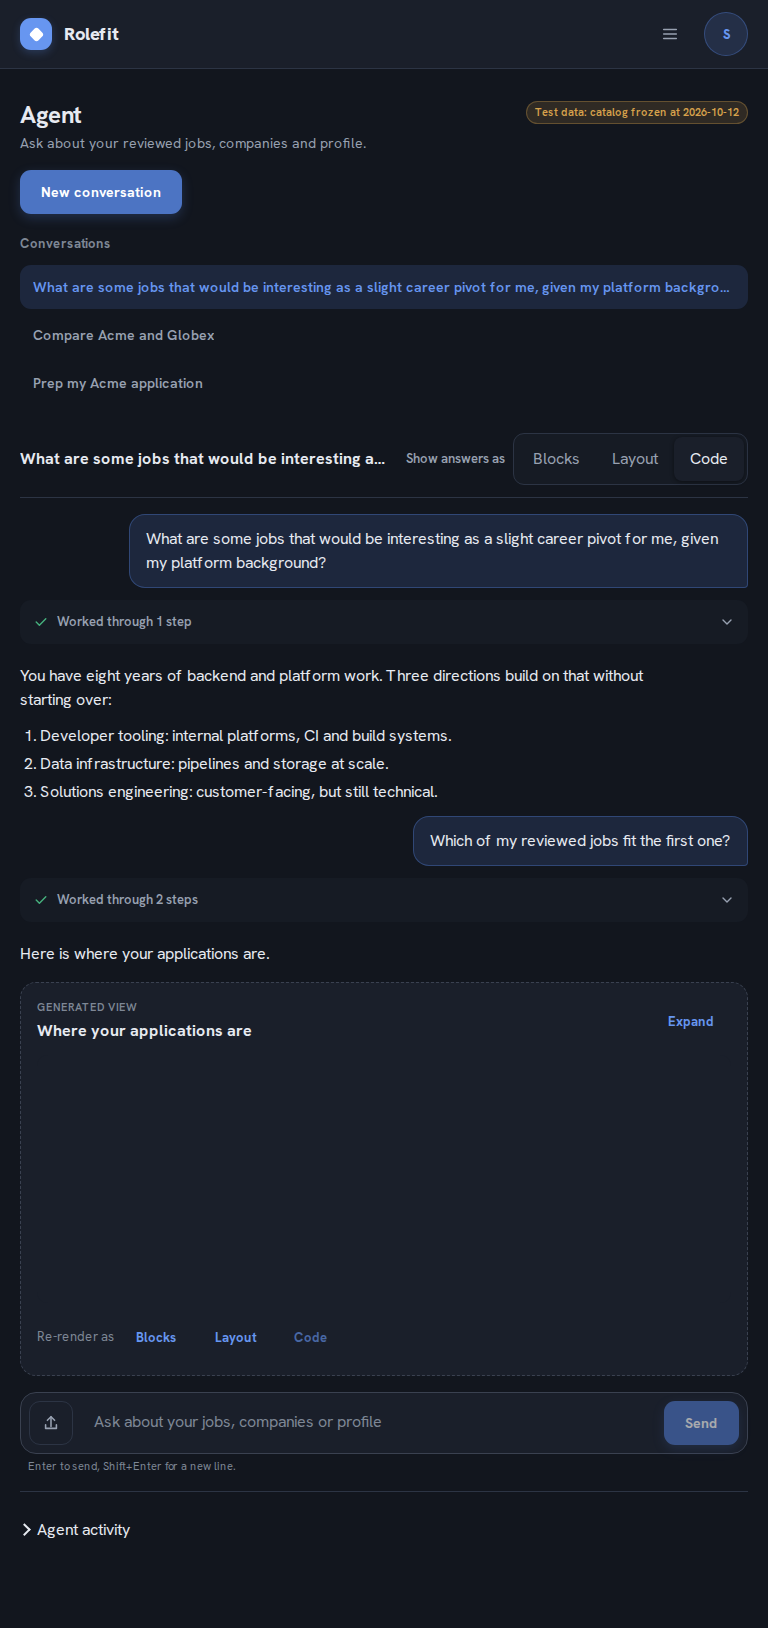 Rolefit
S
Agent
Test data: catalog frozen at 2026-10-12
Ask about your reviewed jobs, companies and profile.
New conversation
Conversations
What are some jobs that would be interesting as a slight career pivot for me, given my platform backgro...
Compare Acme and Globex
Prep my Acme application
What are some jobs that would be interesting a...
Show answers as
Blocks
Layout
Code
What are some jobs that would be interesting as a slight career pivot for me, given
my platform background?
Worked through 1 step
You have eight years of backend and platform work. Three directions build on that without
starting over:
1. Developer tooling: internal platforms, CI and build systems.
2. Data infrastructure: pipelines and storage at scale.
3. Solutions engineering: customer-facing, but still technical.
Which of my reviewed jobs fit the first one?
Worked through 2 steps
Here is where your applications are.
GENERATED VIEW
Where your applications are
Expand
Re-render as
Blocks
Layout
Code
Ask about your jobs, companies or profile
Send
Enter to send, Shift+Enter for a new line.
Agent activity